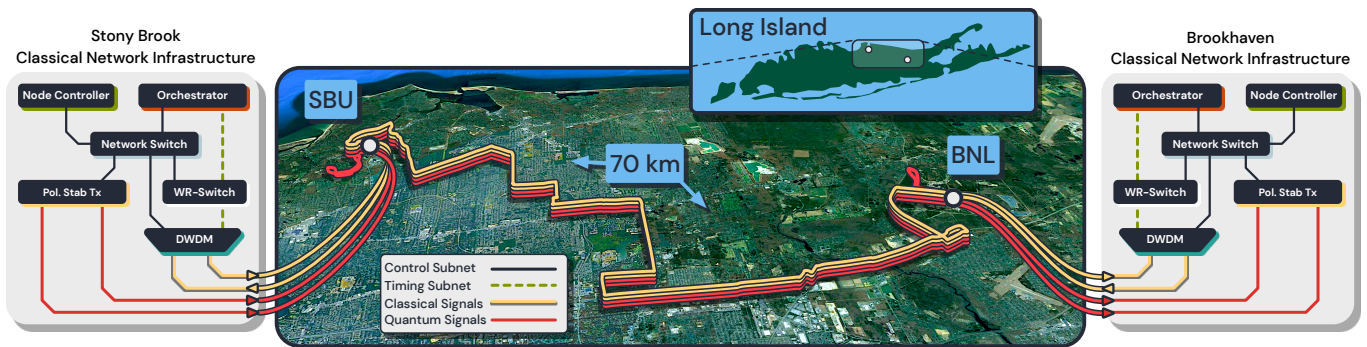 Stony Brook
Classical Network Infrastructure
Node Controller
Orchestrator
Network Switch
Pol. Stab Tx
WR-Switch
DWDM
SBU
70 km
BNL
Long Island
Control Subnet
Timing Subnet
Classical Signals
Quantum Signals
Brookhaven
Classical Network Infrastructure
Orchestrator
Node Controller
Network Switch
WR-Switch
Pol. Stab Tx
DWDM